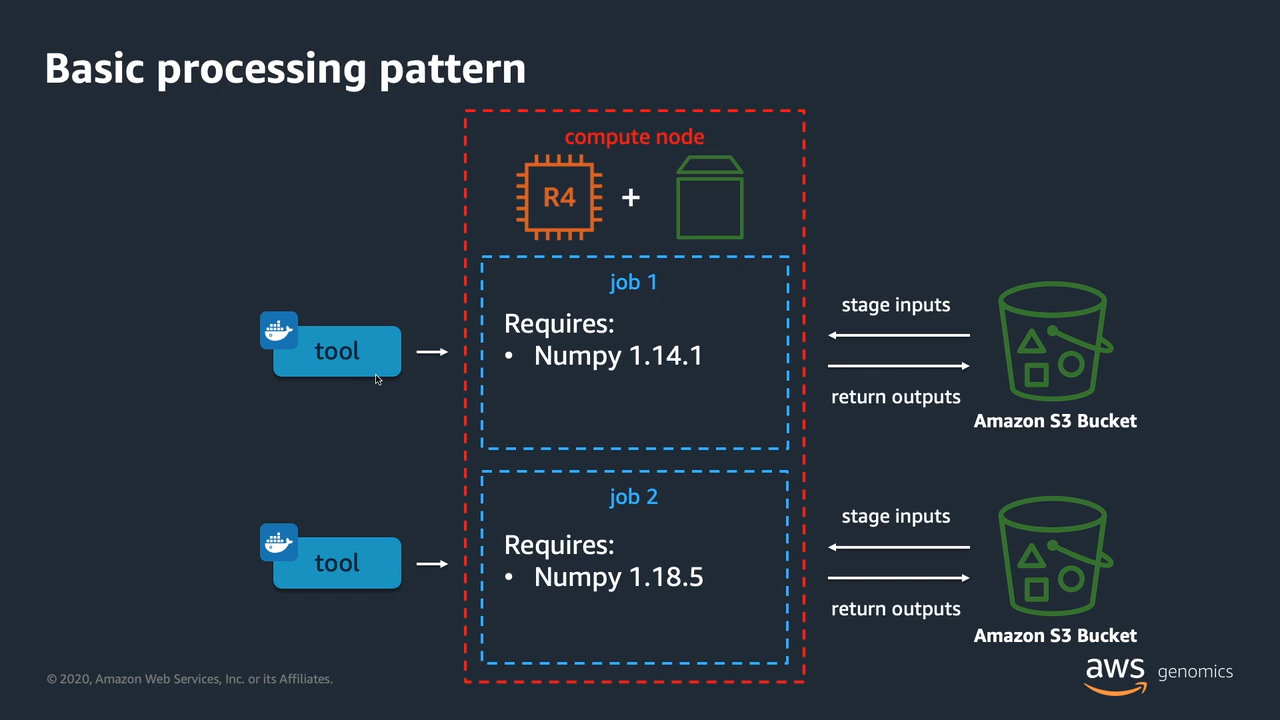 Basic processing pattern
compute node
R4
+
job 1
Requires:
• Numpy 1.14.1
tool
stage inputs
return outputs
Amazon S3 Bucket
job 2
Requires:
• Numpy 1.18.5
tool
stage inputs
return outputs
Amazon S3 Bucket
© 2020, Amazon Web Services, Inc. or its Affiliates.
aws genomics